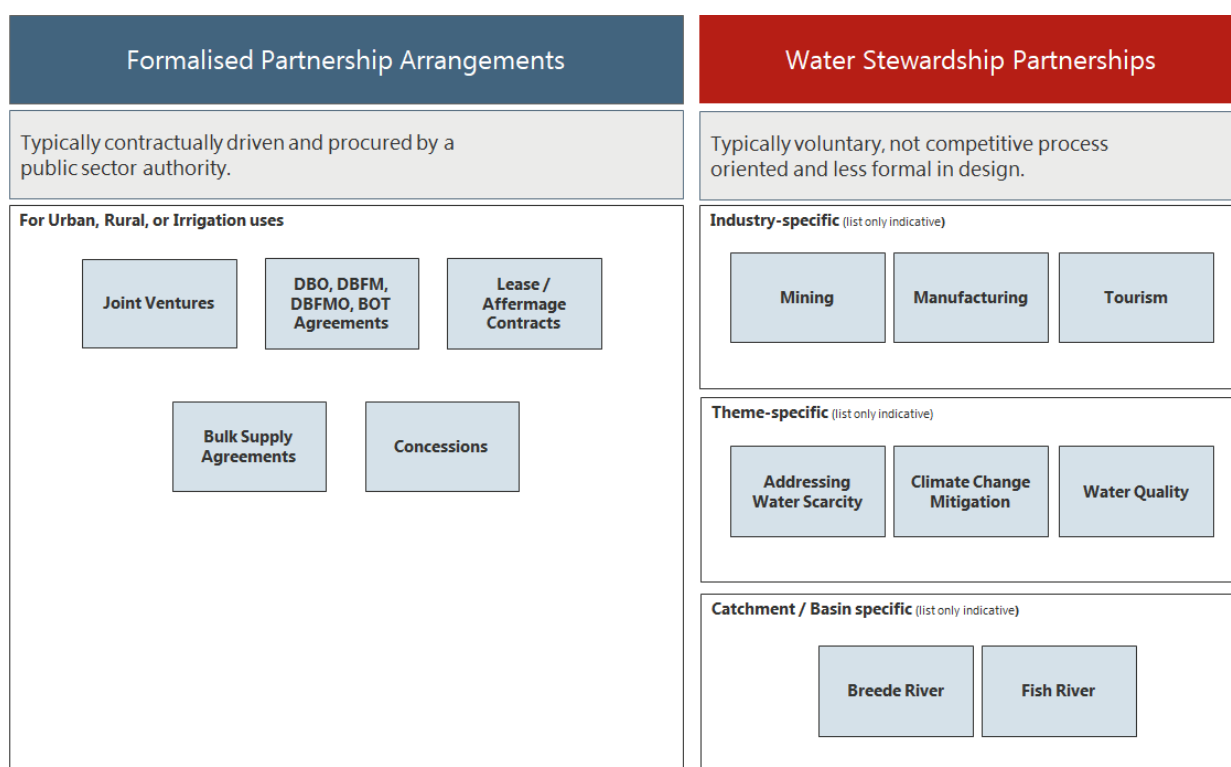 Formalised Partnership Arrangements
Typically contractually driven and procured by a
public sector authority.
For Urban, Rural, or Irrigation uses
Joint Ventures
DBO, DBFM,
DBFMO, BOT
Agreements
Lease /
Affermage
Contracts
Bulk Supply
Agreements
Concessions
Water Stewardship Partnerships
Typically voluntary, not competitive process
oriented and less formal in design.
Industry-specific (list only indicative)
Mining
Manufacturing
Tourism
Theme-specific (list only indicative)
Addressing
Water Scarcity
Climate Change
Mitigation
Water Quality
Catchment / Basin specific (list only indicative)
Breede River
Fish River